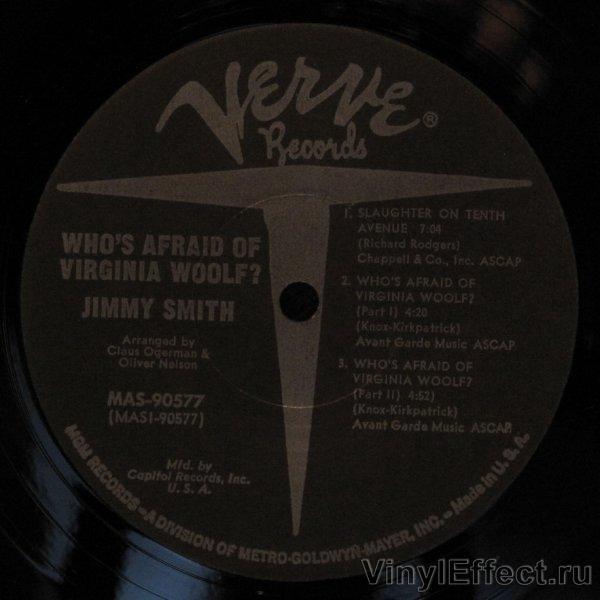 VERVE ®
Records
WHO'S AFRAID OF
VIRGINIA WOOLF?
JIMMY SMITH
Arranged by
Claus Ogerman &
Oliver Nelson
MAS-90577
(MAS1-90577)
Mfd. by
Capitol Records, Inc.
U. S. A.
1. SLAUGHTER ON TENTH
AVENUE 7:04
(Richard Rodgers)
Chappell & Co., Inc. ASCAP
2. WHO'S AFRAID OF
VIRGINIA WOOLF?
(Part I) 4:20
(Knox-Kirkpatrick)
Avant Garde Music ASCAP
3. WHO'S AFRAID OF
VIRGINIA WOOLF?
(Part II) 4:52)
(Knox-Kirkpatrick)
Avant Garde Music ASCAP
MGM RECORDS—A DIVISION OF METRO-GOLDWYN-MAYER, INC.—Made in U. S. A.
VinylEffect.ru